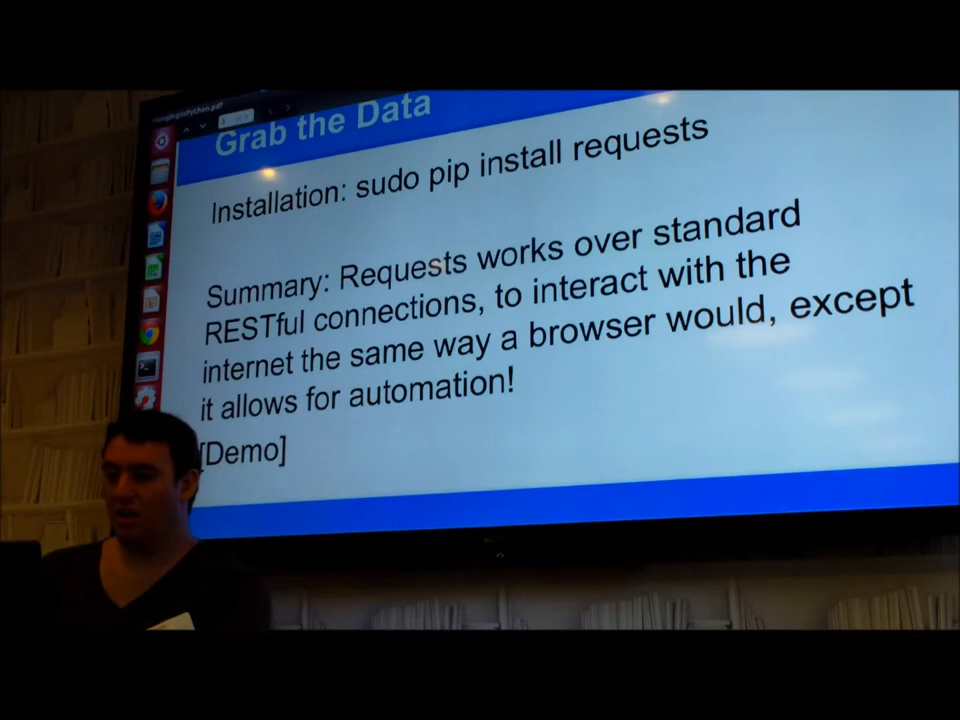 Grab the Data
Installation: sudo pip install requests
Summary: Requests works over standard
RESTful connections, to interact with the
internet the same way a browser would, except
it allows for automation!
[Demo]